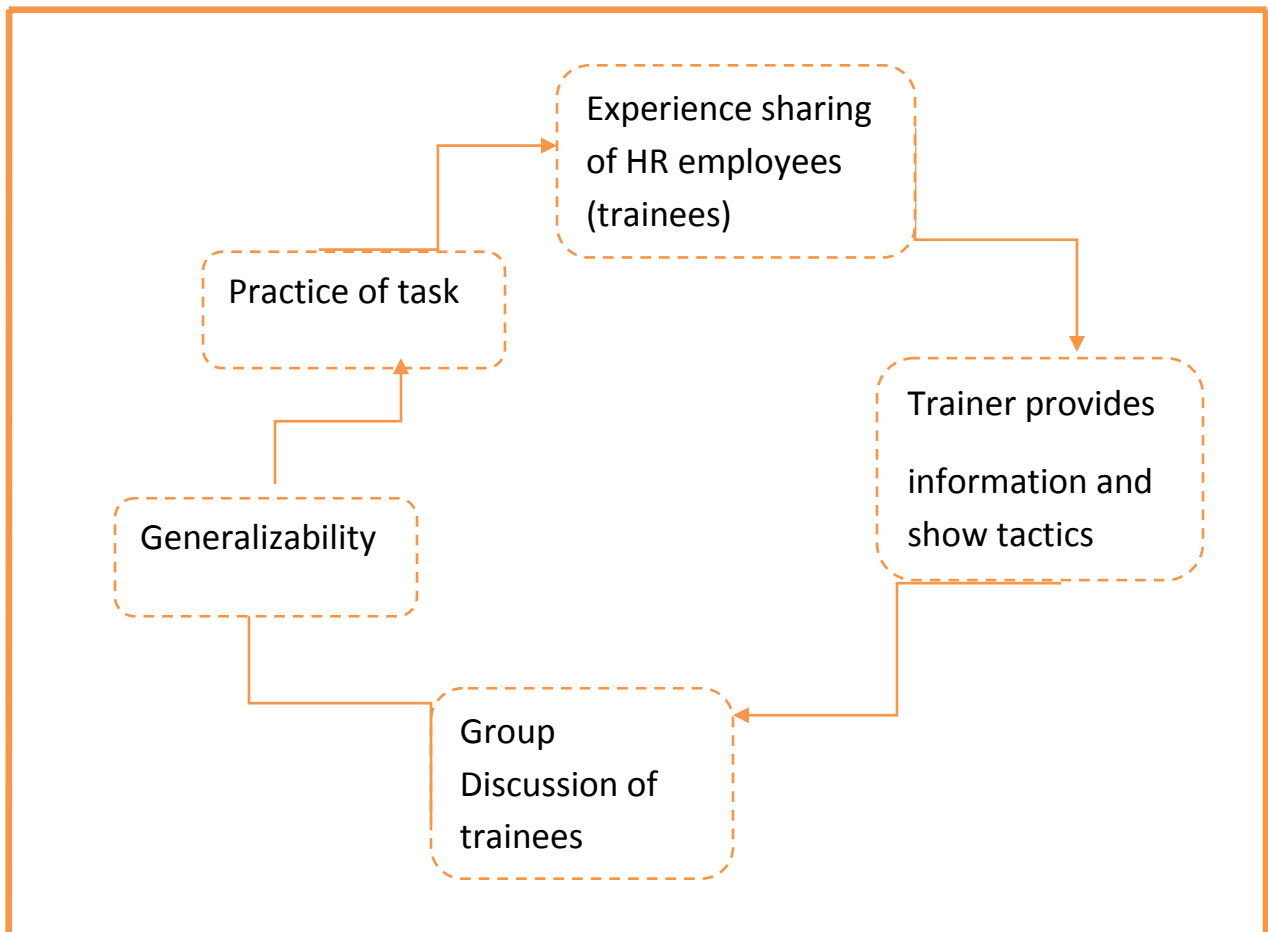 Experience sharing
of HR employees
(trainees)
Practice of task
Trainer provides
information and
show tactics
Generalizability
Group
Discussion of
trainees